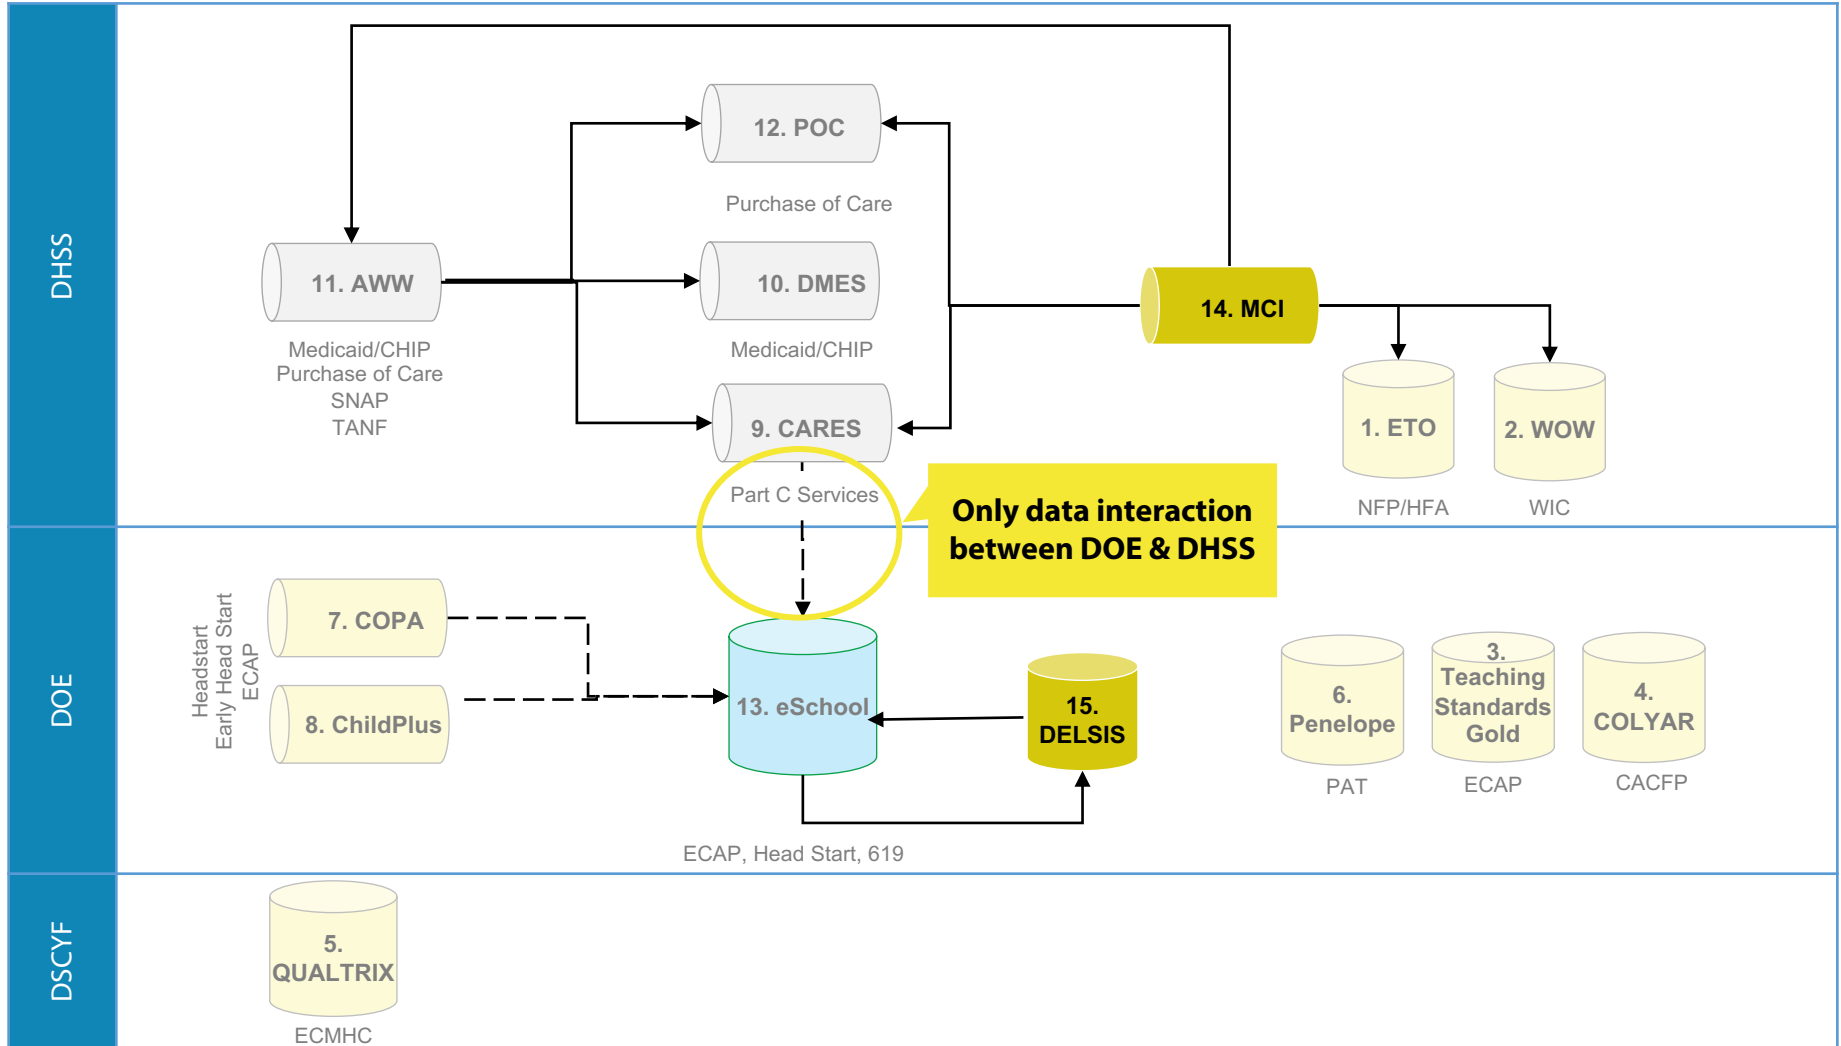 DHSS
12. POC
Purchase of Care
11. AWW
Medicaid/CHIP
Purchase of Care
SNAP
TANF
10. DMES
Medicaid/CHIP
14. MCI
9. CARES
Part C Services
1. ETO
NFP/HFA
2. WOW
WIC
Only data interaction
between DOE & DHSS
DOE
Headstart
Early Head Start
ECAP
7. COPA
8. ChildPlus
13. eSchool
15.
DELSIS
ECAP, Head Start, 619
6.
Penelope
PAT
3.
Teaching
Standards
Gold
ECAP
4.
COLYAR
CACFP
DSCYF
5.
QUALTRIX
ECMHC